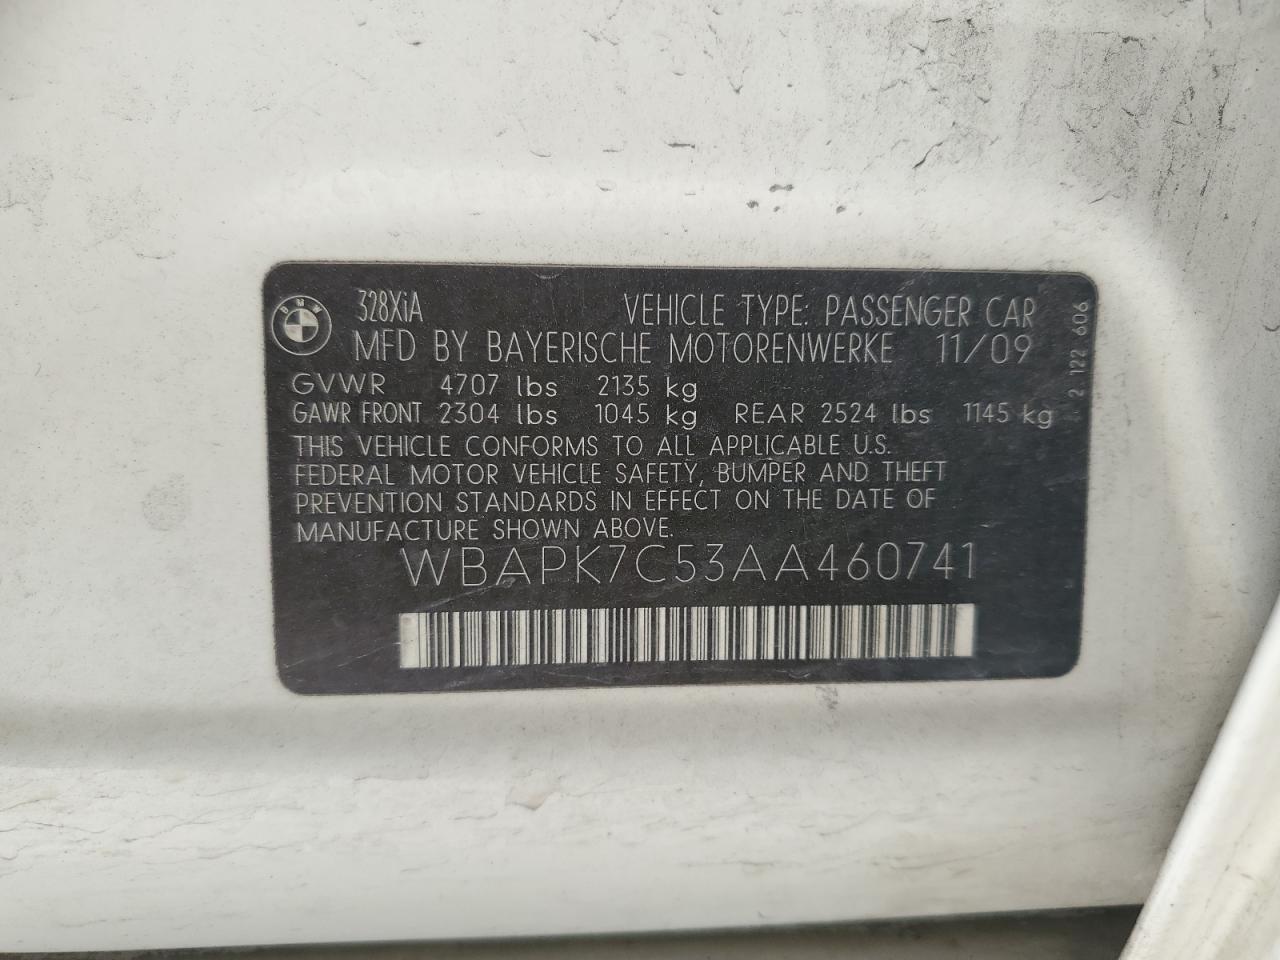 BMW
328XiA
VEHICLE TYPE: PASSENGER CAR
MFD BY BAYERISCHE MOTORENWERKE 11/09
GVWR 4707 lbs 2135 kg
GAWR FRONT 2304 lbs 1045 kg REAR 2524 lbs 1145 kg
THIS VEHICLE CONFORMS TO ALL APPLICABLE U.S.
FEDERAL MOTOR VEHICLE SAFETY, BUMPER AND THEFT
PREVENTION STANDARDS IN EFFECT ON THE DATE OF
MANUFACTURE SHOWN ABOVE.
WBAPK7C53AA460741
2 122 606